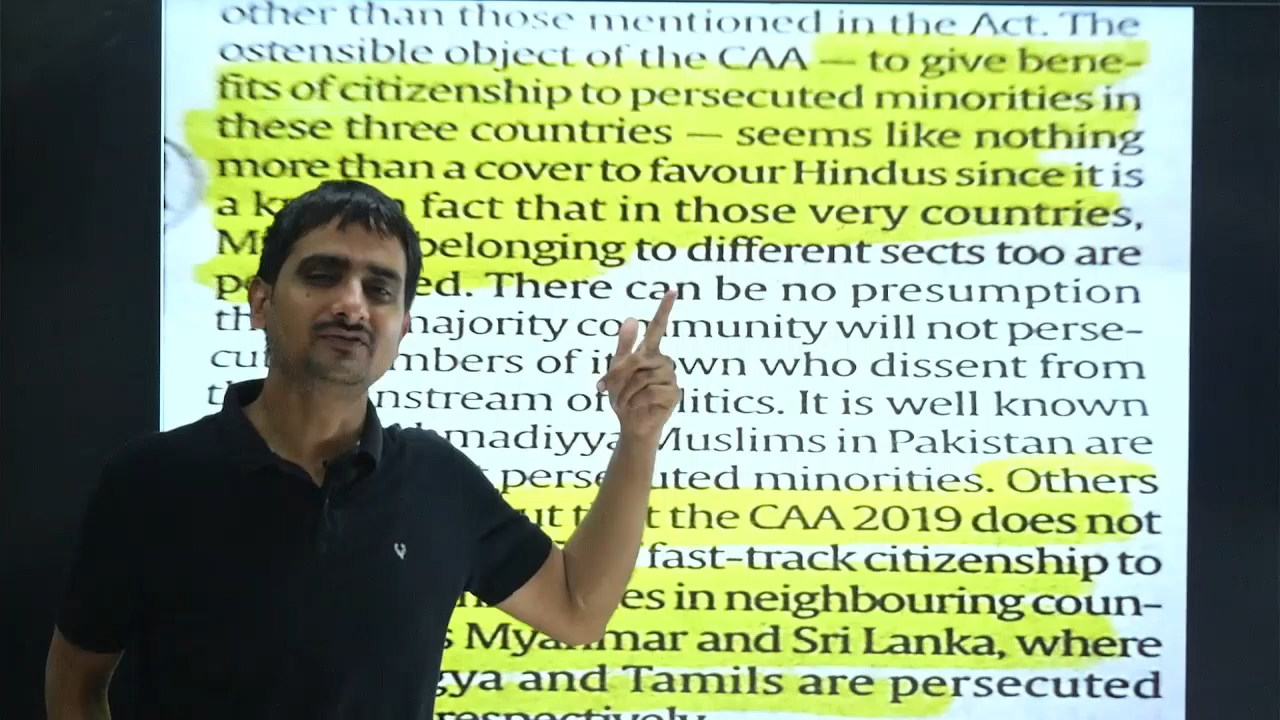 other than those mentioned in the Act. The
ostensible object of the CAA — to give bene-
fits of citizenship to persecuted minorities in
these three countries — seems like nothing
more than a cover to favour Hindus since it is
a fact that in those very countries,
belonging to different sects too are
There can be no presumption
community will not perse-
of own who dissent from
It is well known
Muslims in Pakistan are
minorities. Others
the CAA 2019 does not
fast-track citizenship to
in neighbouring coun-
Myanmar and Sri Lanka, where
and Tamils are persecuted
respectively.